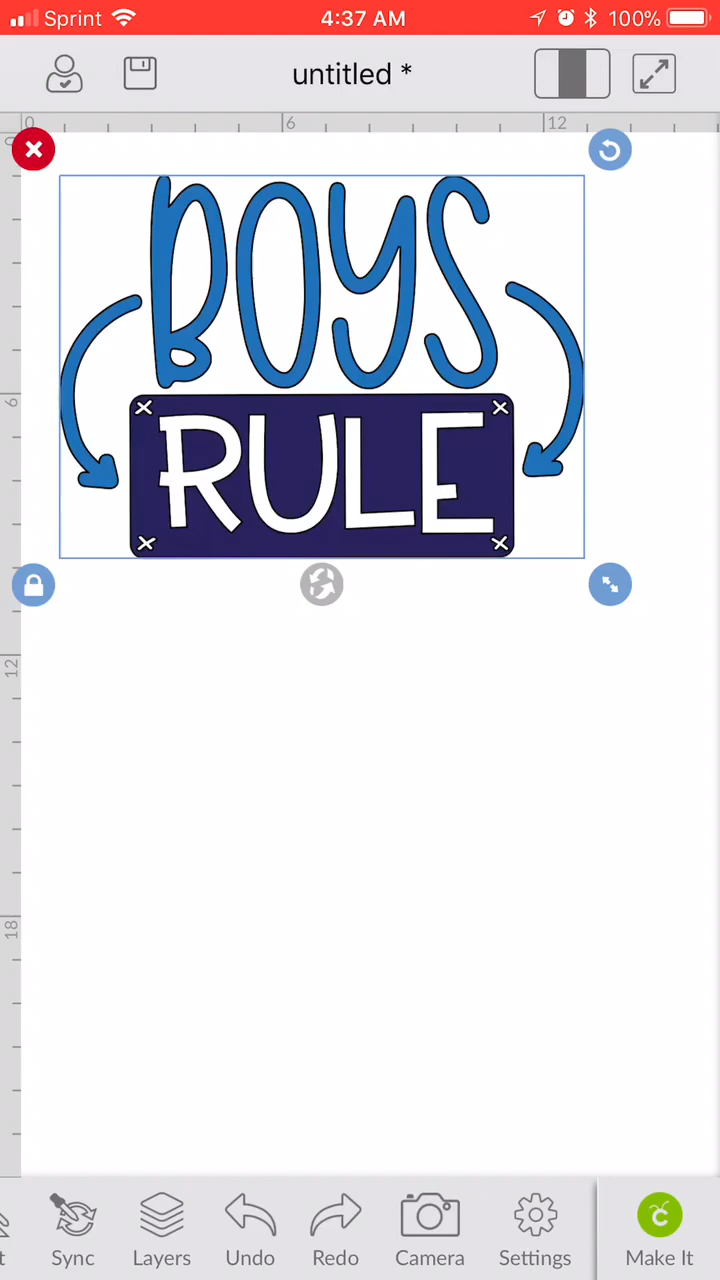 Sprint 4:37 AM 100%
untitled *
0 6 12
0
BOYS
6
RULE
12
18
t Sync Layers Undo Redo Camera Settings Make It